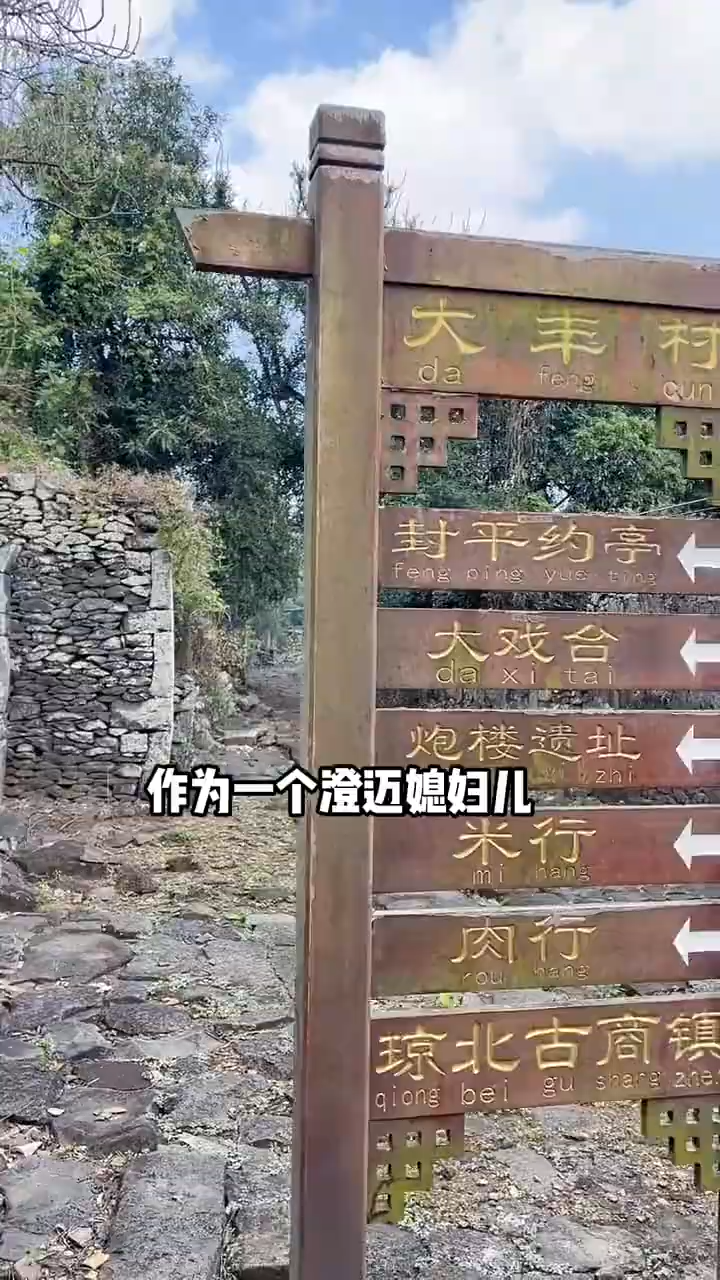 大丰村
da feng cun
封平约亭
feng ping yue ting
大戏台
da xi tai
炮楼遗址
zhi
作为一个澄迈媳妇儿
米行
mi hang
肉行
rou hang
琼北古商镇
qiong bei gu shang zhen